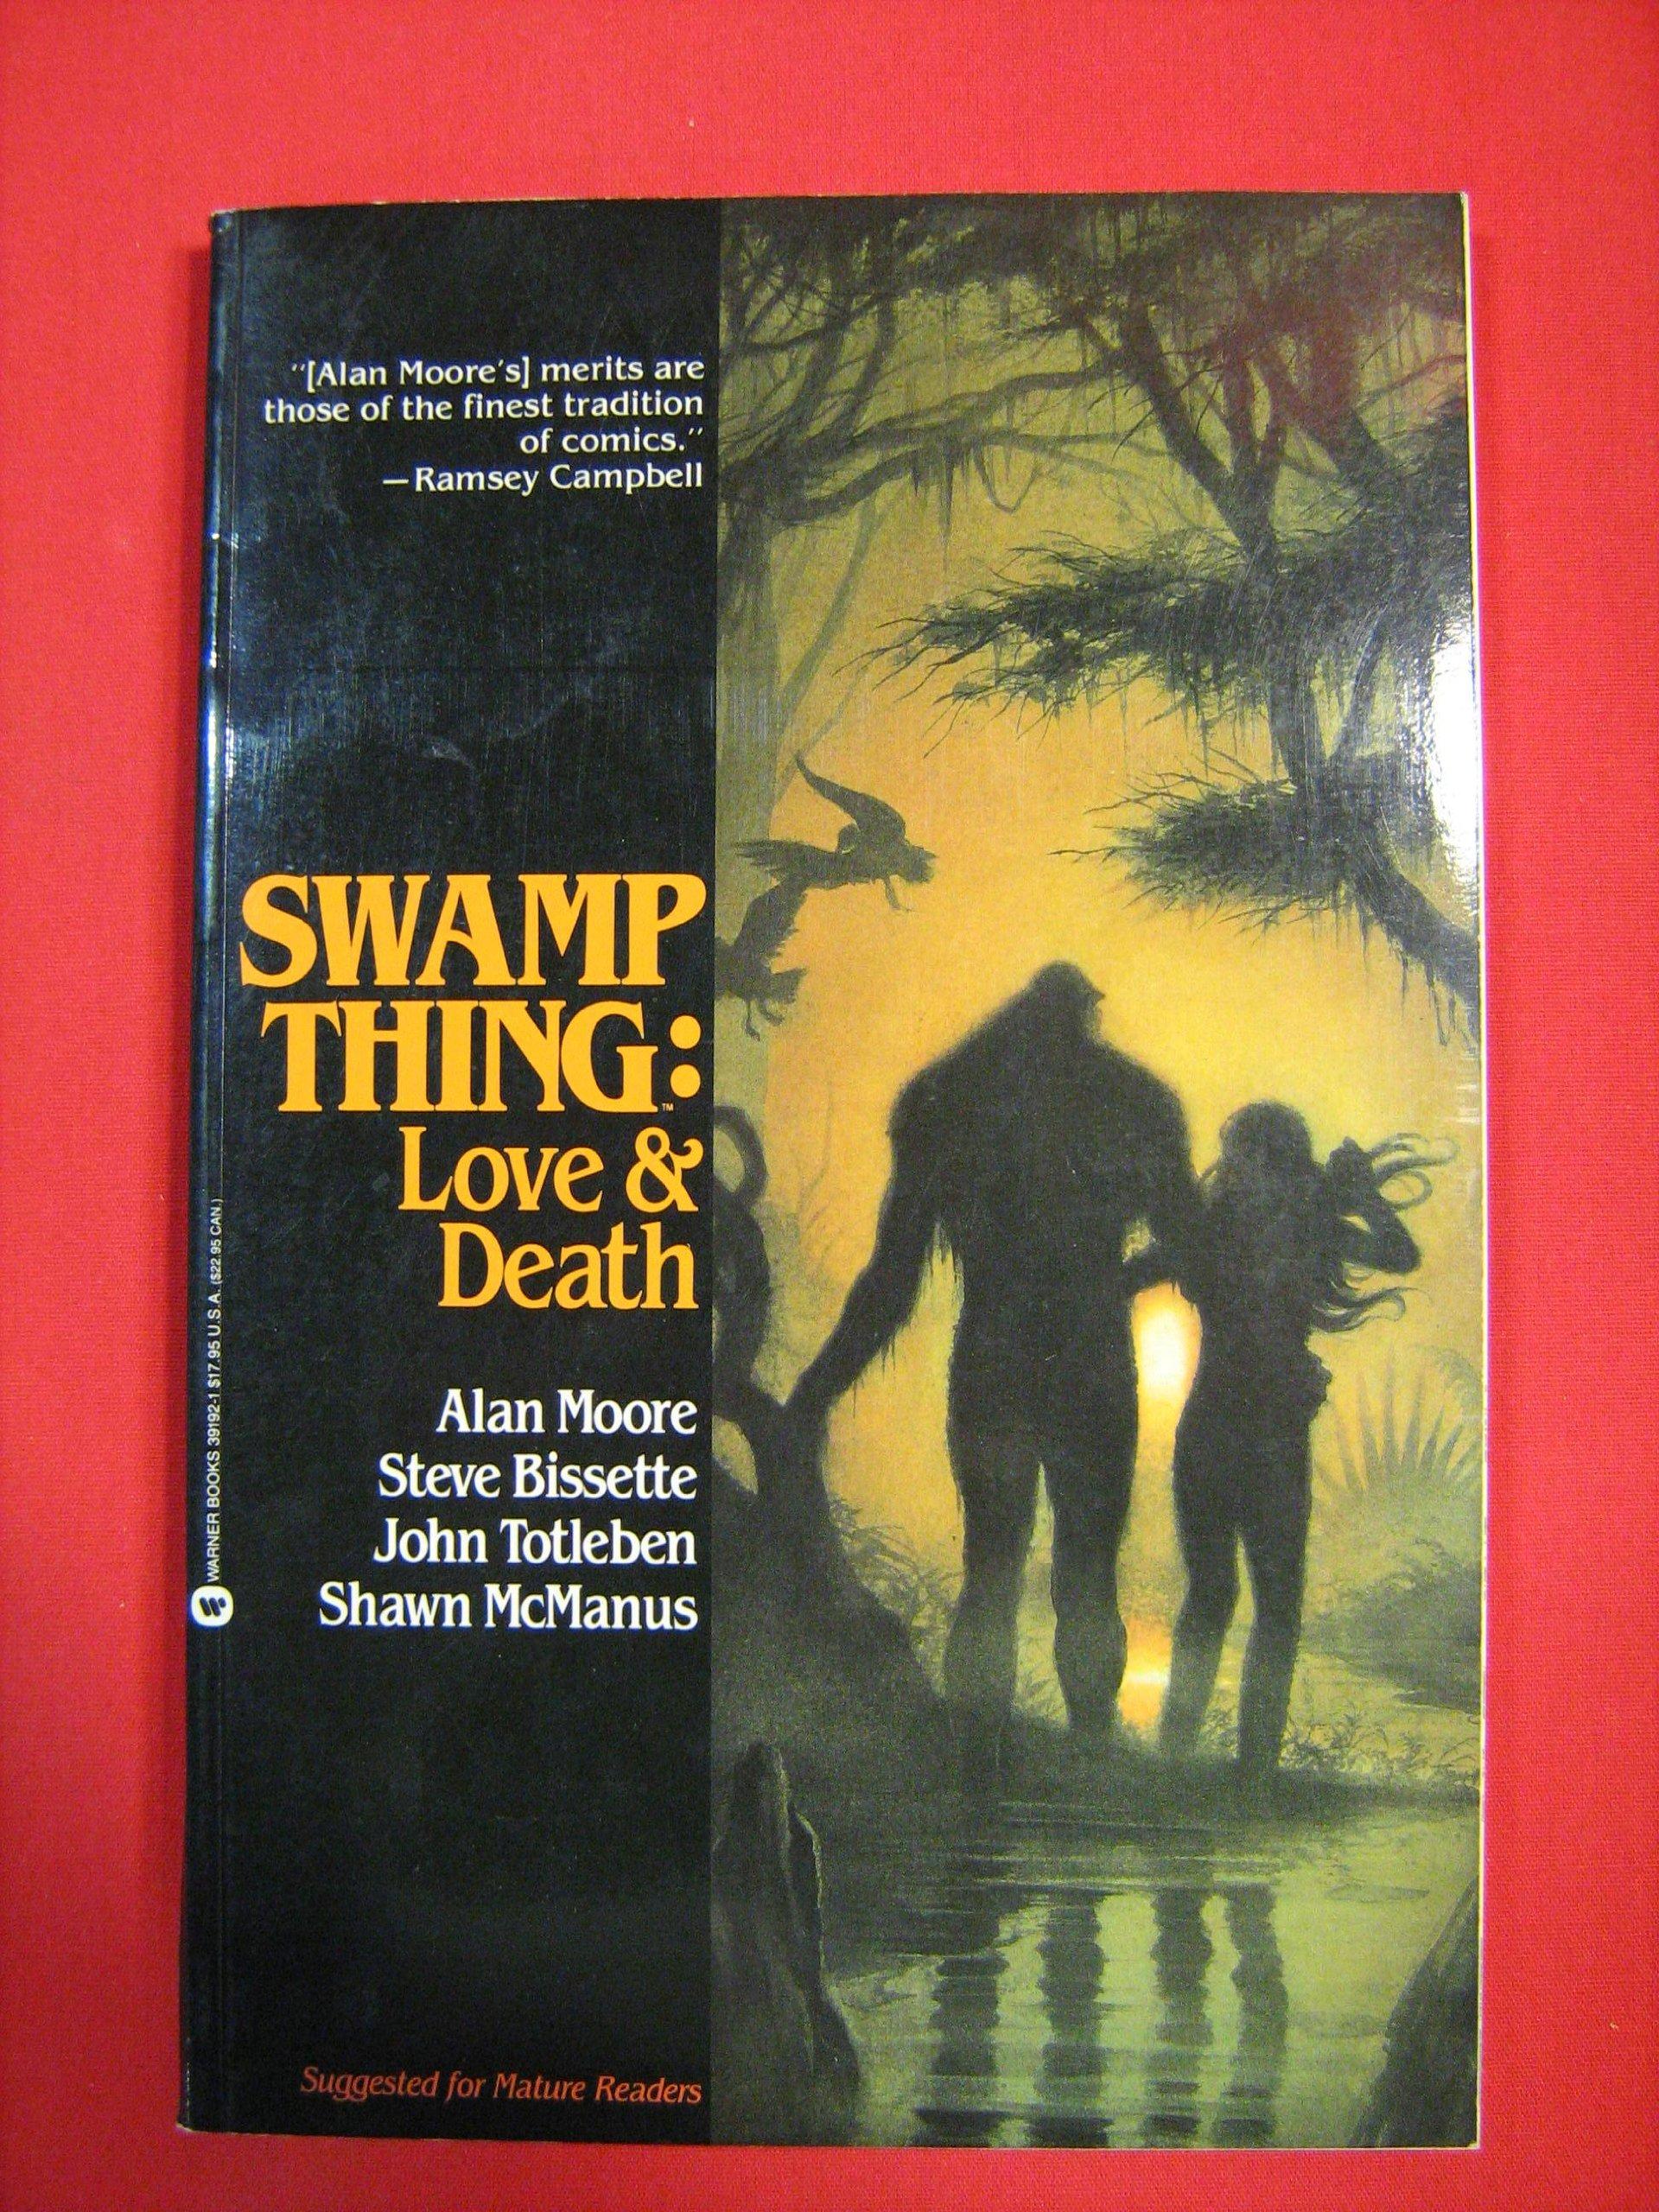 "[Alan Moore's] merits are
those of the finest tradition
of comics."
—Ramsey Campbell
SWAMP
THING:™
Love &
Death
Alan Moore
Steve Bissette
John Totleben
Shawn McManus
Suggested for Mature Readers
WARNER BOOKS 39192-1 $17.95 U.S.A. ($22.95 CAN.)